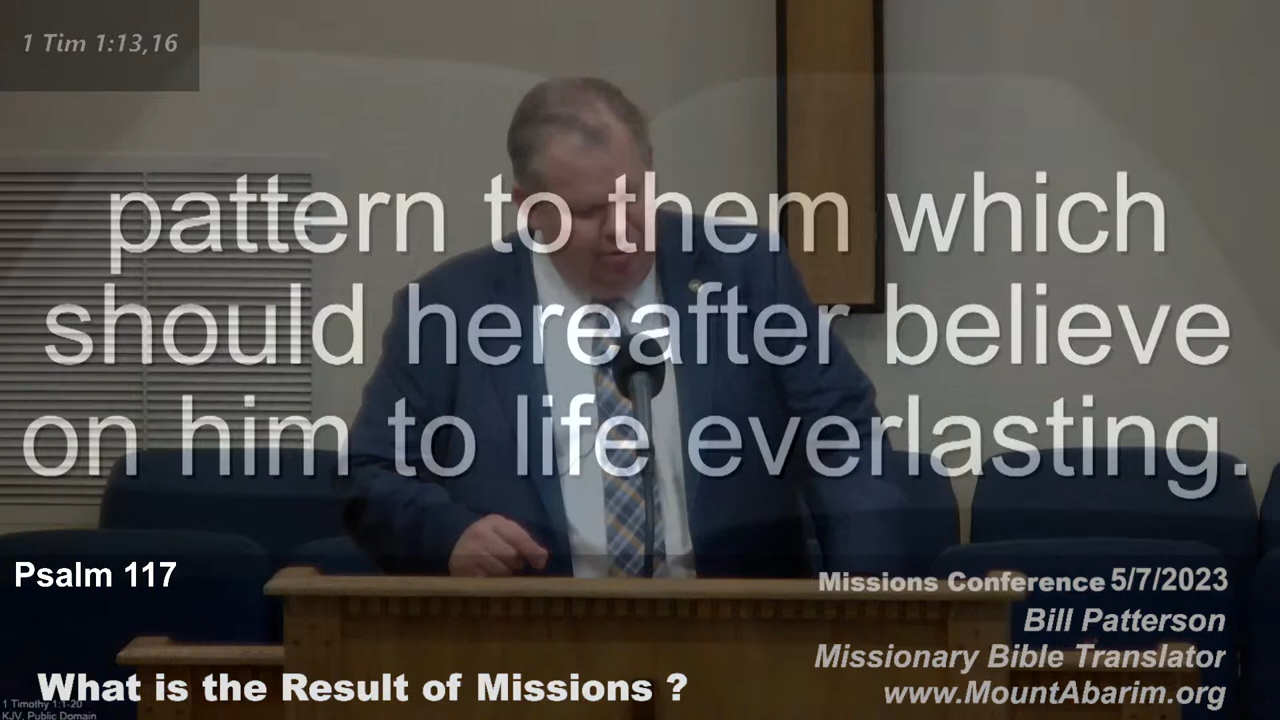 1 Tim 1:13,16
pattern to them which
should hereafter believe
on him to life everlasting.
Psalm 117
Missions Conference 5/7/2023
Bill Patterson
Missionary Bible Translator
www.MountAbarim.org
What is the Result of Missions ?
1 Timothy 1:1-20
KJV, Public Domain